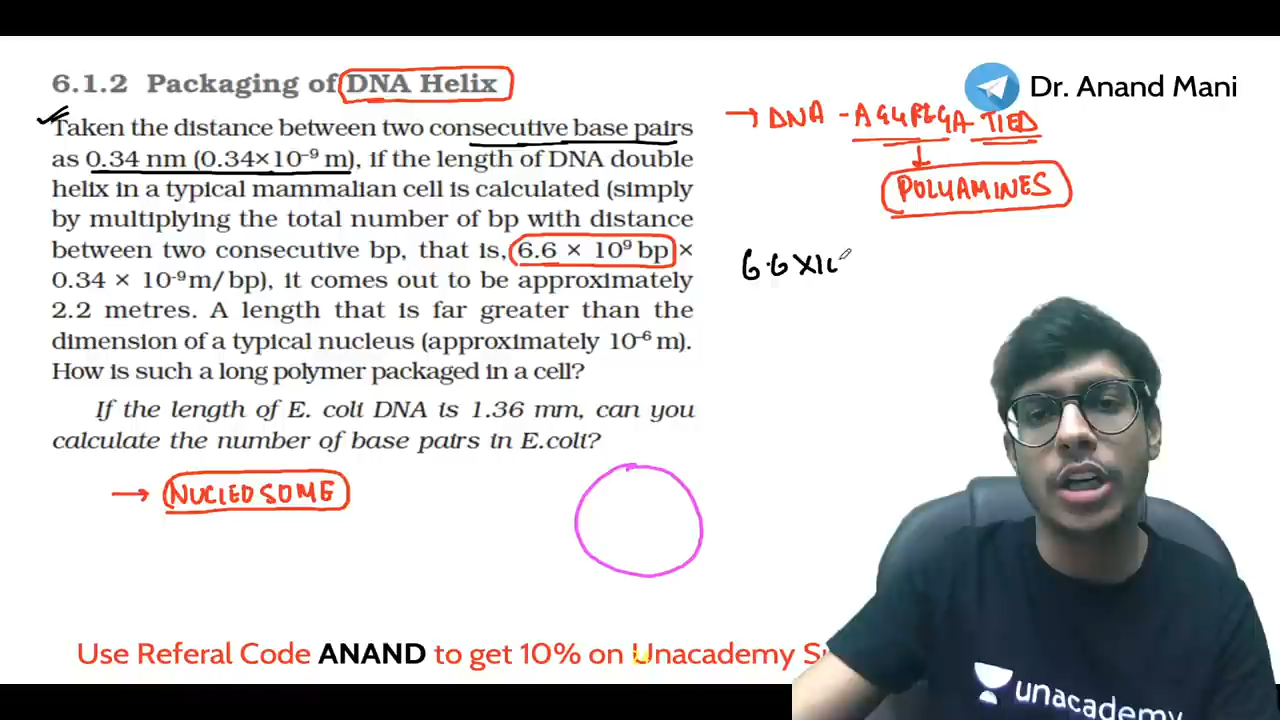 6.1.2 Packaging of DNA Helix
Taken the distance between two consecutive base pairs
as 0.34 nm (0.34×10⁻⁹ m), if the length of DNA double
helix in a typical mammalian cell is calculated (simply
by multiplying the total number of bp with distance
between two consecutive bp, that is, 6.6 × 10⁹ bp ×
0.34 × 10⁻⁹m/bp), it comes out to be approximately
2.2 metres. A length that is far greater than the
dimension of a typical nucleus (approximately 10⁻⁶ m).
How is such a long polymer packaged in a cell?
If the length of E. coli DNA is 1.36 mm, can you
calculate the number of base pairs in E.coli?
→ NUCLEOSOME
Dr. Anand Mani
→ DNA - TIED
POLYAMINES
6.6 X
Use Referal Code ANAND to get 10% on Unacademy
unacademy